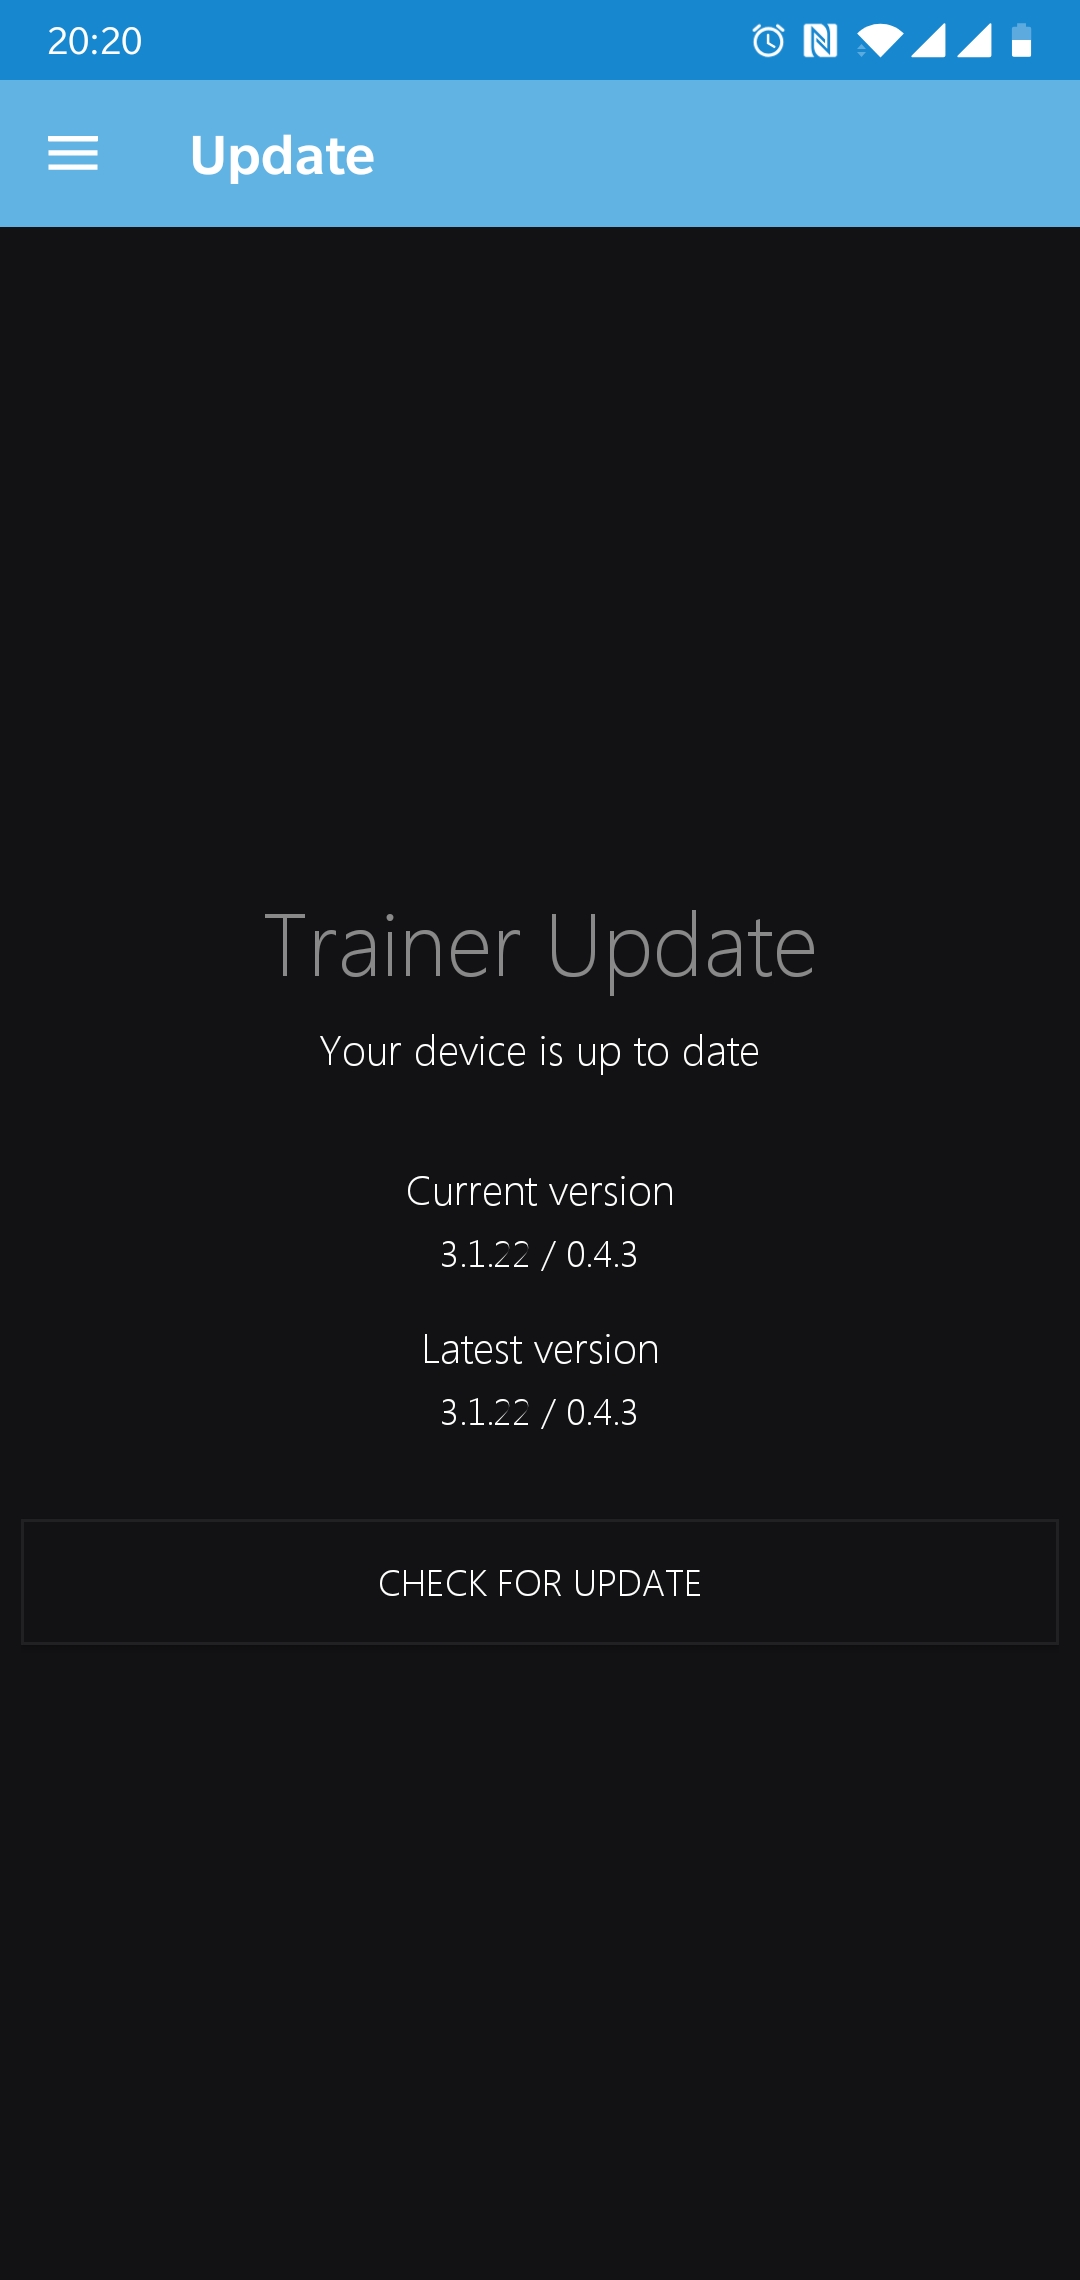 20:20
Update
Trainer Update
Your device is up to date
Current version
3.1.22 / 0.4.3
Latest version
3.1.22 / 0.4.3
CHECK FOR UPDATE